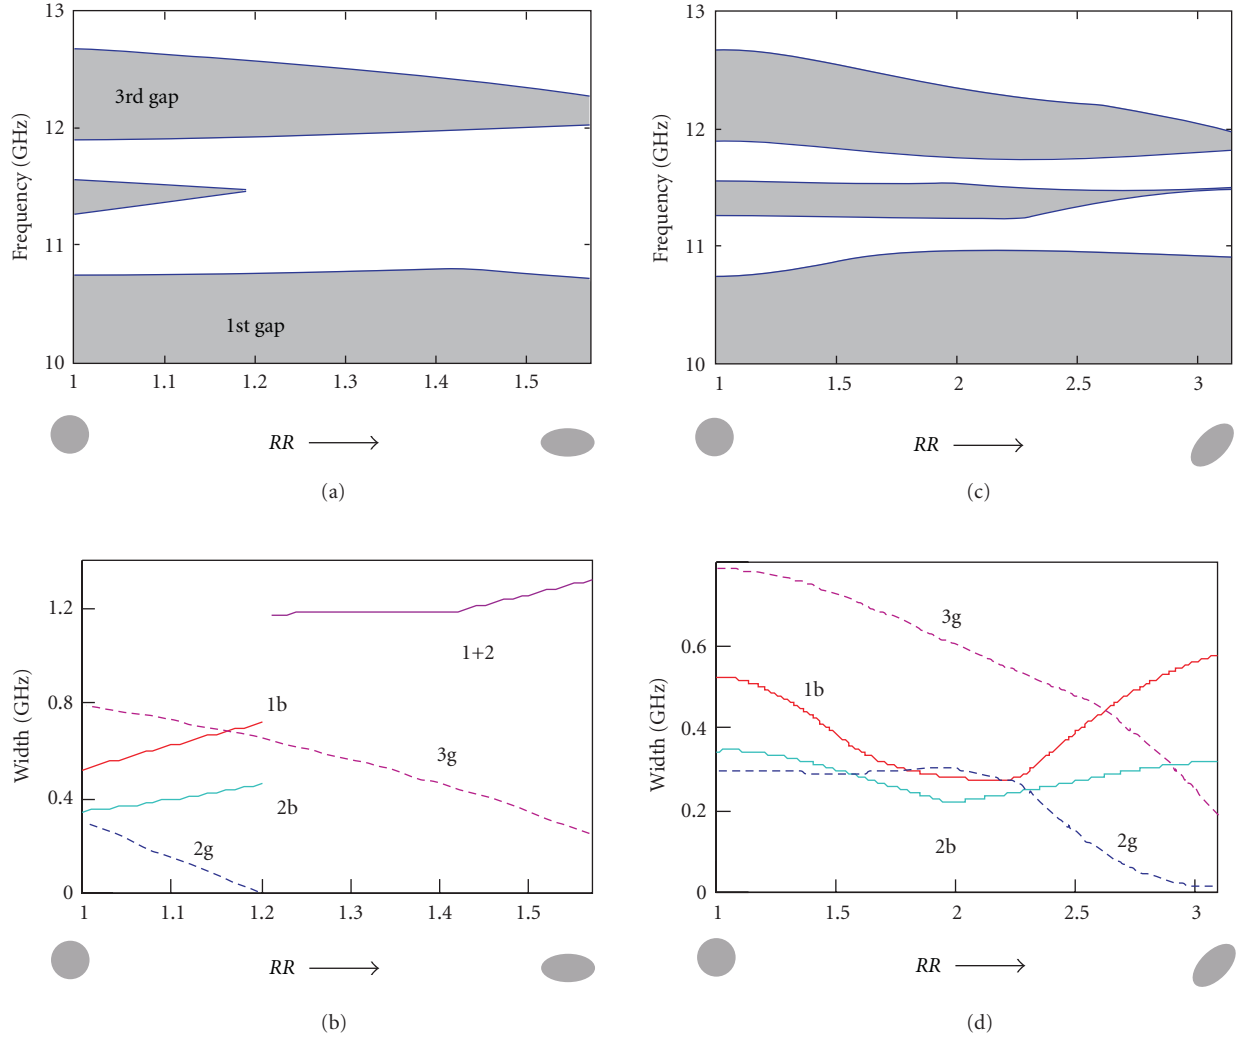 13
12
11
10
Frequency (GHz)
3rd gap
1st gap
1 1.1 1.2 1.3 1.4 1.5
RR
(a)
13
12
11
10
Frequency (GHz)
1 1.5 2 2.5 3
RR
(c)
1.2
0.8
0.4
0
Width (GHz)
1+2
1b
3g
2b
2g
1 1.1 1.2 1.3 1.4 1.5
RR
(b)
0.6
0.4
0.2
0
Width (GHz)
3g
1b
2b
2g
1 1.5 2 2.5 3
RR
(d)